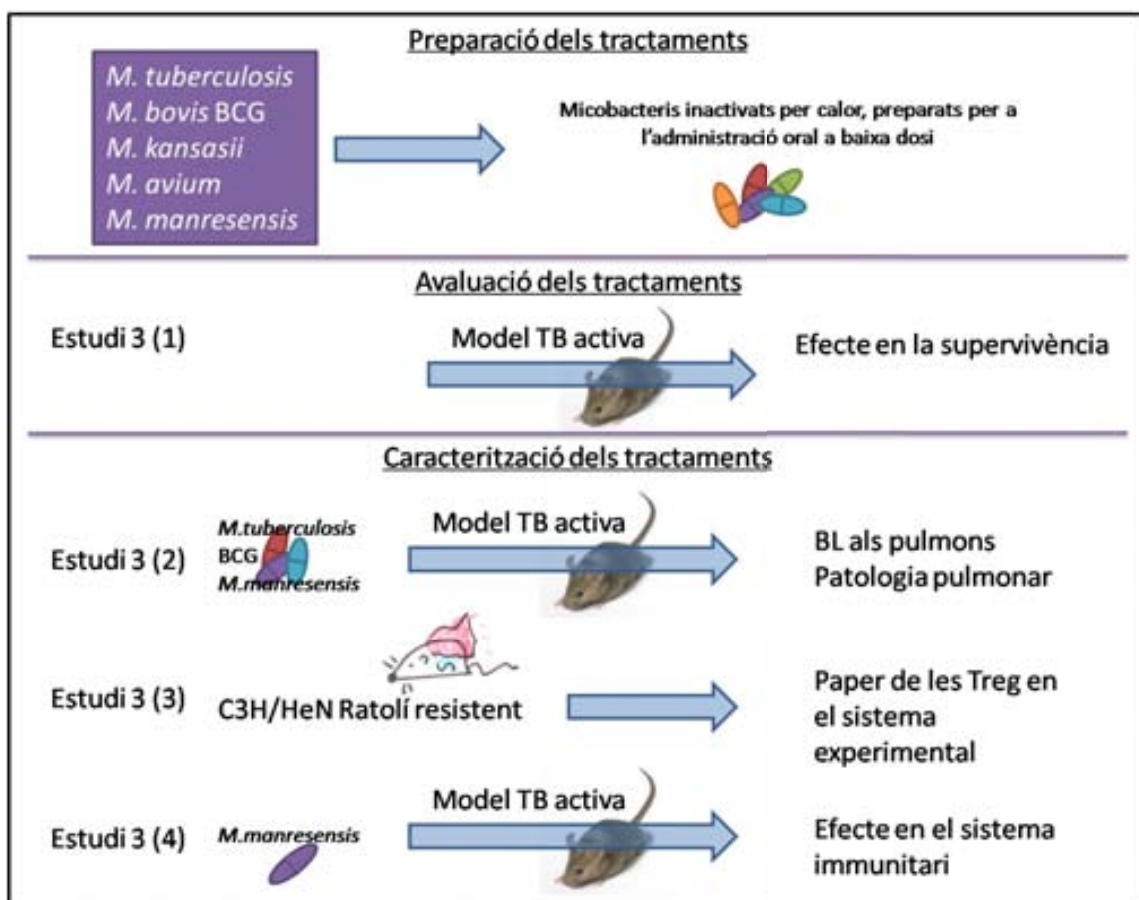 Preparació dels tractaments
M. tuberculosis
M. bovis BCG
M. kansasii
M. avium
M. manresensis
Micobacteris inactivats per calor, preparats per a
l'administració oral a baixa dosi
Avaluació dels tractaments
Estudi 3 (1)
Model TB activa
Efecte en la supervivència
Caracterització dels tractaments
Estudi 3 (2)
M.tuberculosis
BCG
M.manresensis
Model TB activa
BL als pulmons
Patologia pulmonar
Estudi 3 (3)
S
C3H/HeN Ratolí resistent
Paper de les Treg en
el sistema
experimental
Estudi 3 (4)
M.manresensis
Model TB activa
Efecte en el sistema
immunitari